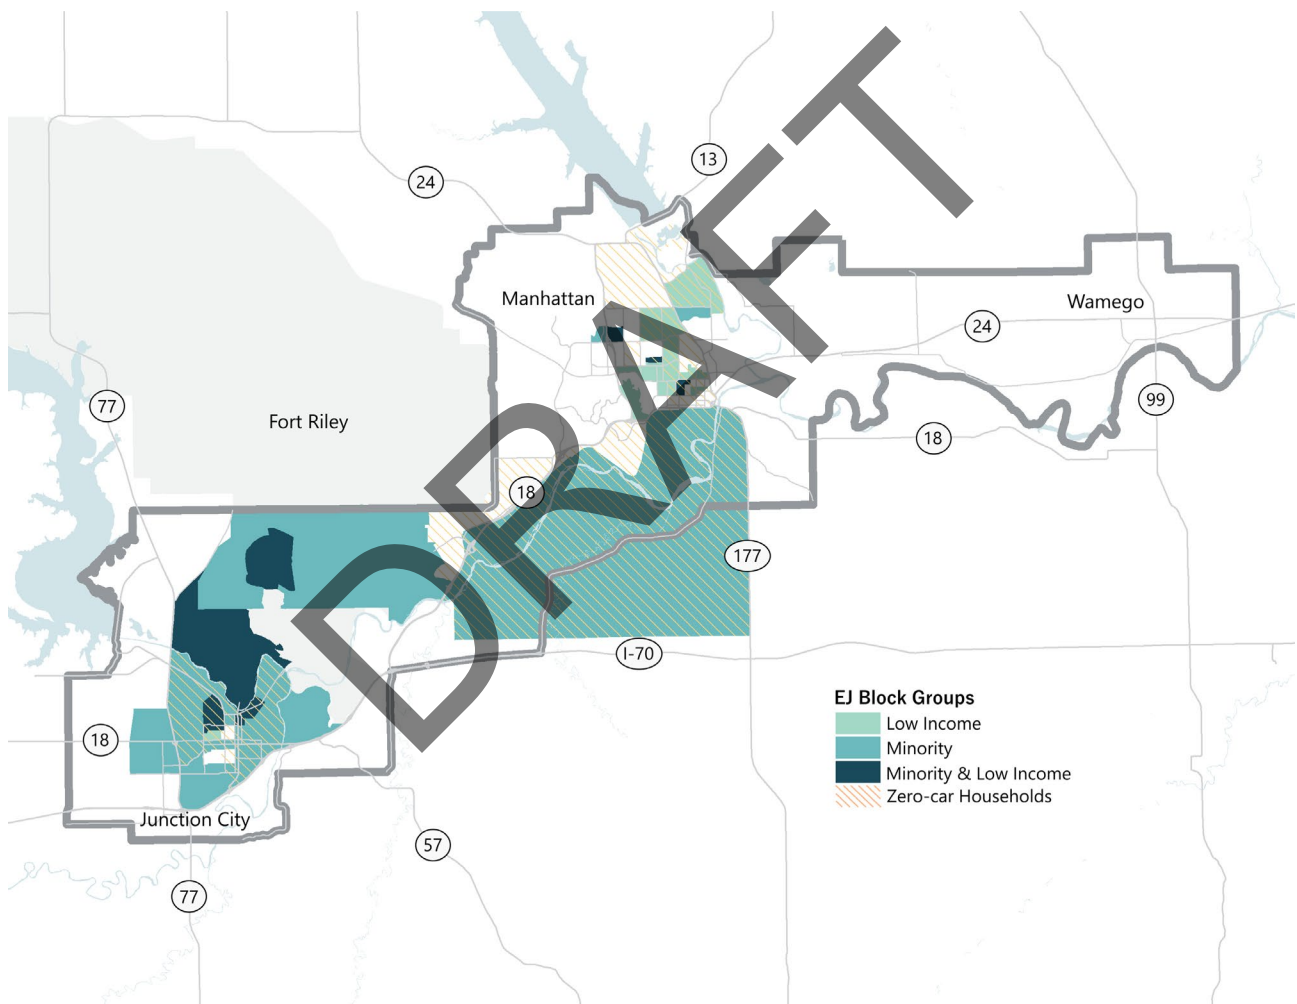 13
24
Manhattan
Wamego
24
77
99
Fort Riley
18
18
177
I-70
EJ Block Groups
Low Income
18
Minority
Minority & Low Income
Zero-car Households
Junction City
57
77
DRAFT